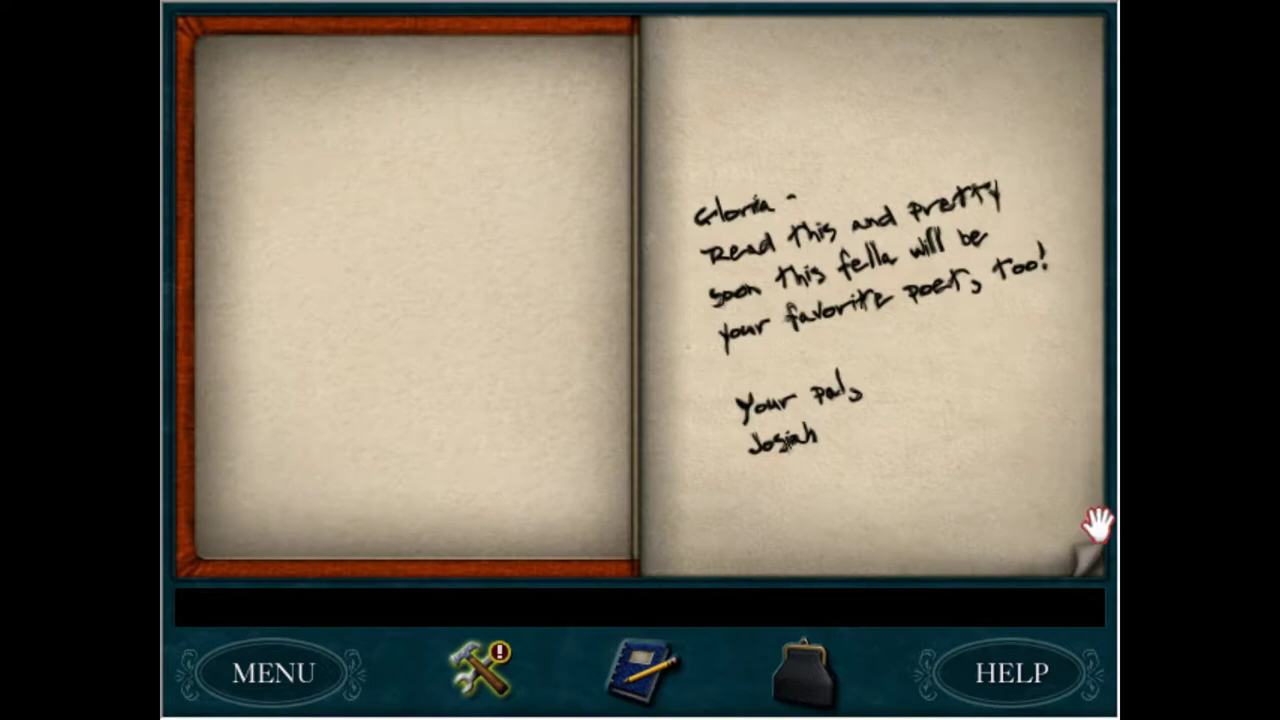 Gloria -
Read this and pretty
soon this fella will be
your favorite poet, too!
Your pal,
Josiah
MENU
HELP